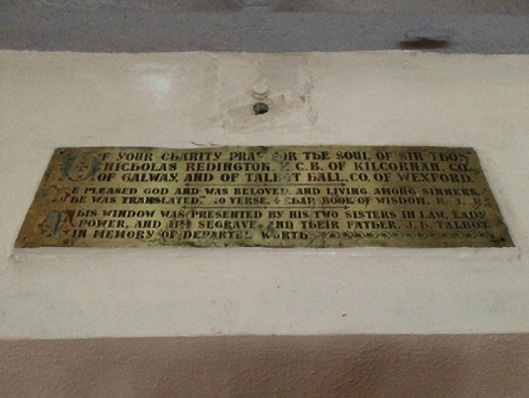 OF YOUR CHARITY PRAY FOR THE SOUL OF SIR THOS.
NICHOLAS REDINGTON, K.C.B. OF KILCORNAN, CO.
OF GALWAY, AND OF TALBOT HALL, CO. OF WEXFORD.
HE PLEASED GOD AND WAS BELOVED, AND LIVING AMONG SINNERS,
HE WAS TRANSLATED. 10 VERSE, 4 CHAP. BOOK OF WISDOM. R. I. P.
THIS WINDOW WAS PRESENTED BY HIS TWO SISTERS IN LAW, LADY
POWER, AND SEGRAVE AND THEIR FATHER, J. H. TALBOT,
IN MEMORY OF DEPARTED WORTH.